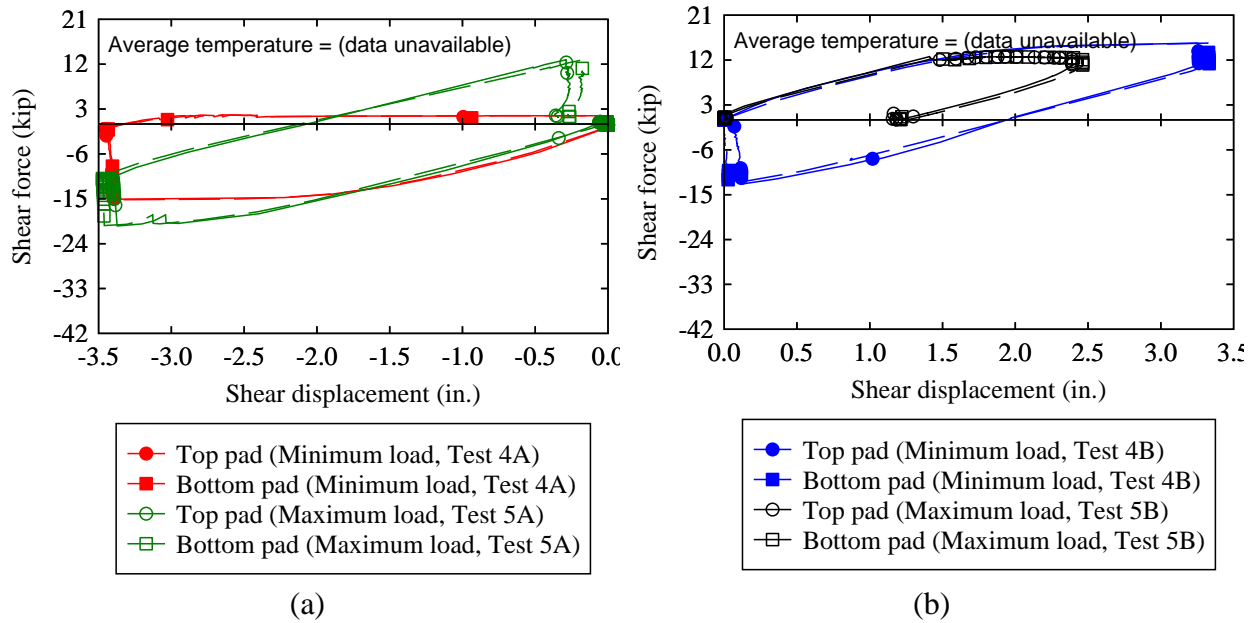 Average temperature = (data unavailable)
Shear force (kip)
21
12
3
-6
-15
-24
-33
-42
-3.5
-3.0
-2.5
-2.0
-1.5
-1.0
-0.5
0.0
Shear displacement (in.)
Top pad (Minimum load, Test 4A)
Bottom pad (Minimum load, Test 4A)
Top pad (Maximum load, Test 5A)
Bottom pad (Maximum load, Test 5A)
(a)
Average temperature = (data unavailable)
Shear force (kip)
21
12
3
-6
-15
-24
-33
-42
0.0
0.5
1.0
1.5
2.0
2.5
3.0
3.5
Shear displacement (in.)
Top pad (Minimum load, Test 4B)
Bottom pad (Minimum load, Test 4B)
Top pad (Maximum load, Test 5B)
Bottom pad (Maximum load, Test 5B)
(b)